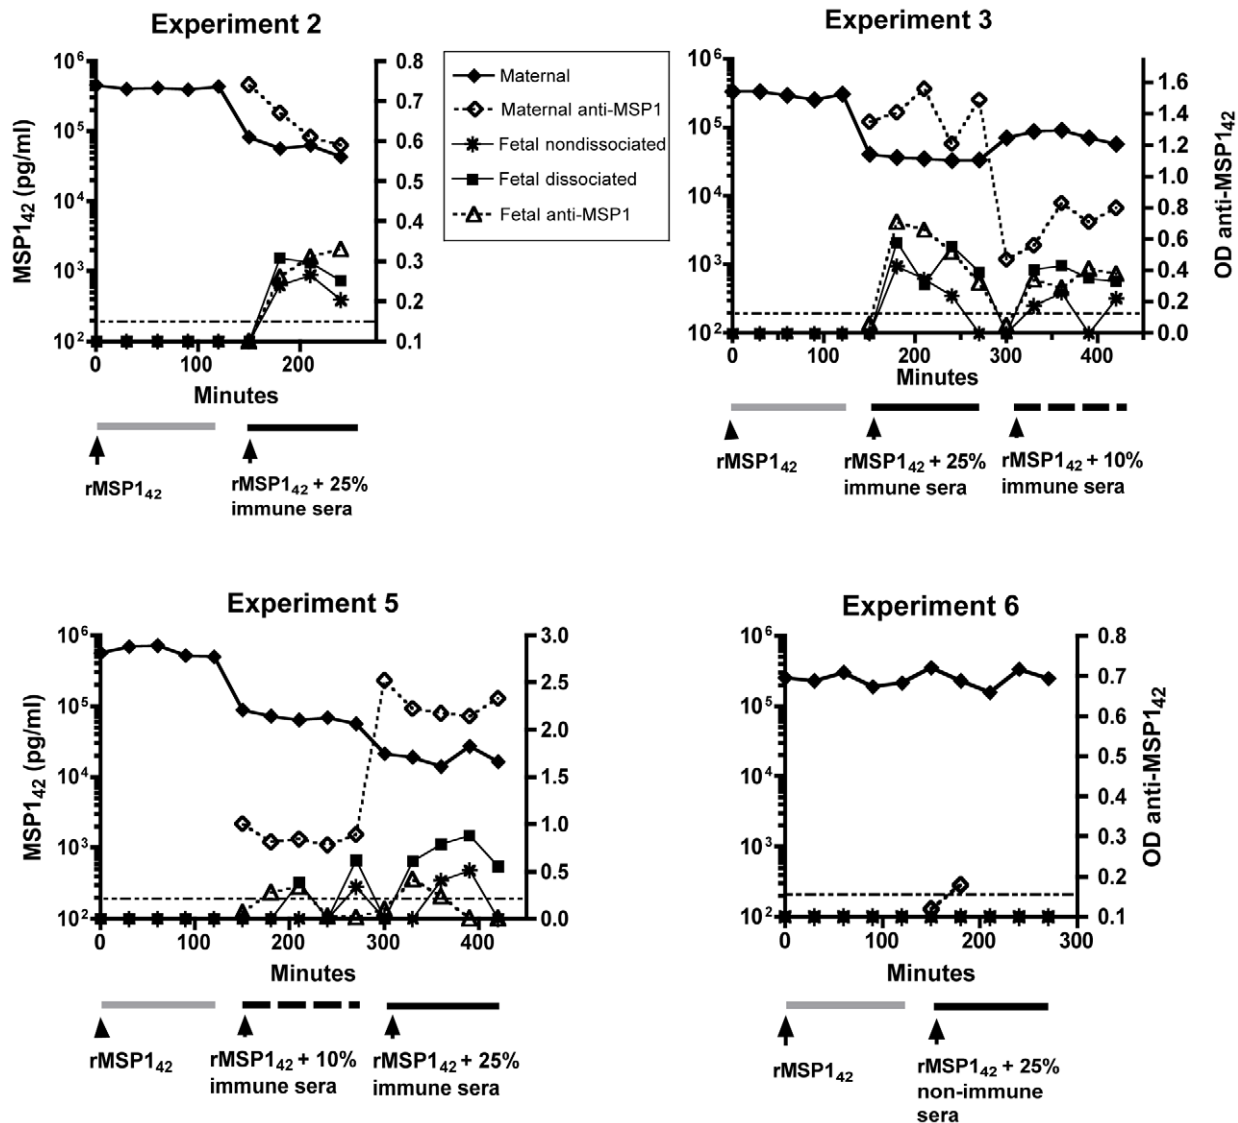 Experiment 2
10⁶
10⁵
10⁴
10³
10²
MSP1₄₂ (pg/ml)
0.8
0.7
0.6
0.5
0.4
0.3
0.2
0.1
0 100 200
Minutes
rMSP1₄₂
rMSP1₄₂ + 25%
immune sera
Maternal
Maternal anti-MSP1
Fetal nondissociated
Fetal dissociated
Fetal anti-MSP1
Experiment 3
10⁶
10⁵
10⁴
10³
10²
1.6
1.4
1.2
1.0
0.8
0.6
0.4
0.2
0.0
OD anti-MSP1₄₂
0 100 200 300 400
Minutes
rMSP1₄₂
rMSP1₄₂ + 25%
immune sera
rMSP1₄₂ + 10%
immune sera
Experiment 5
10⁶
10⁵
10⁴
10³
10²
MSP1₄₂ (pg/ml)
3.0
2.5
2.0
1.5
1.0
0.5
0.0
0 100 200 300 400
Minutes
rMSP1₄₂
rMSP1₄₂ + 10%
immune sera
rMSP1₄₂ + 25%
immune sera
Experiment 6
10⁶
10⁵
10⁴
10³
10²
0.8
0.7
0.6
0.5
0.4
0.3
0.2
0.1
OD anti-MSP1₄₂
0 100 200 300
Minutes
rMSP1₄₂
rMSP1₄₂ + 25%
non-immune
sera